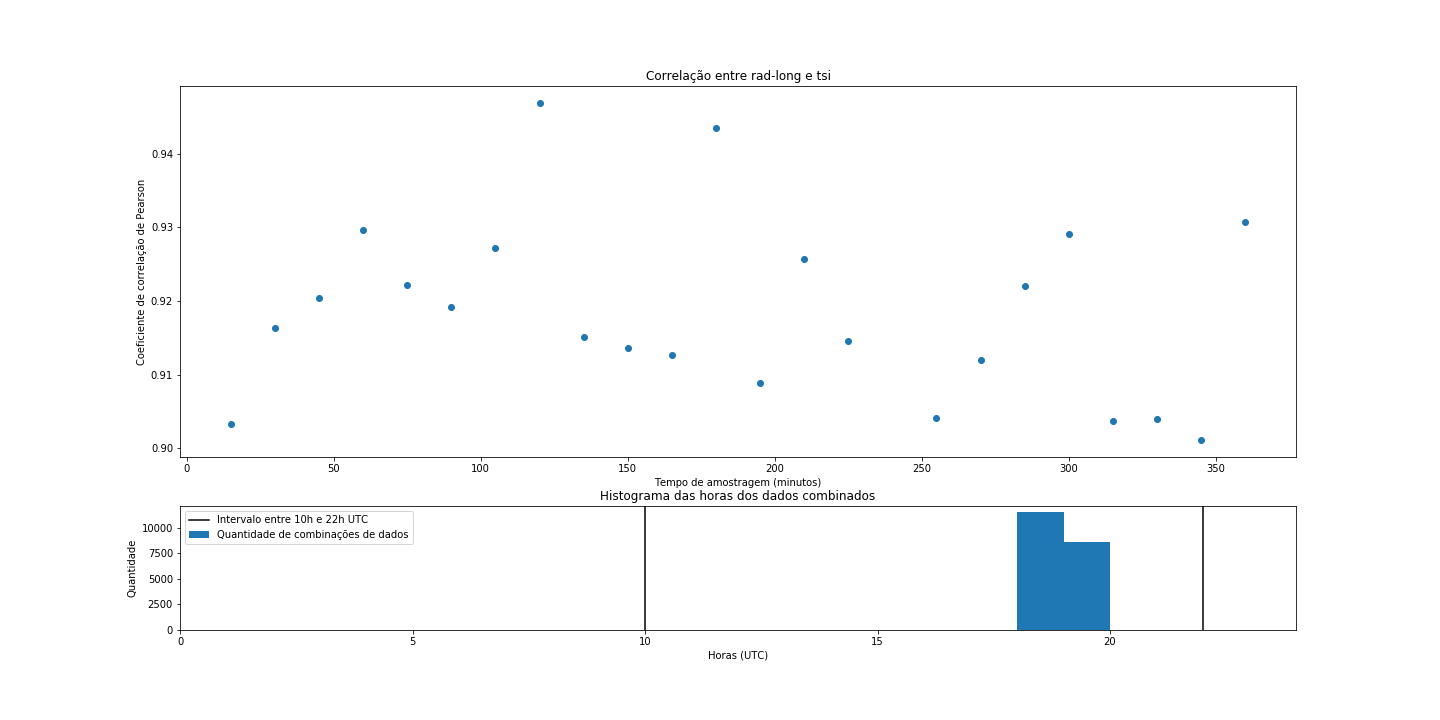 Correlação entre rad-long e tsi
Coeficiente de correlação de Pearson
0.94
0.93
0.92
0.91
0.90
0 50 100 150 200 250 300 350
Tempo de amostragem (minutos)
Histograma das horas dos dados combinados
Intervalo entre 10h e 22h UTC
Quantidade de combinações de dados
Quantidade
10000
7500
5000
2500
0
0 5 10 15 20
Horas (UTC)